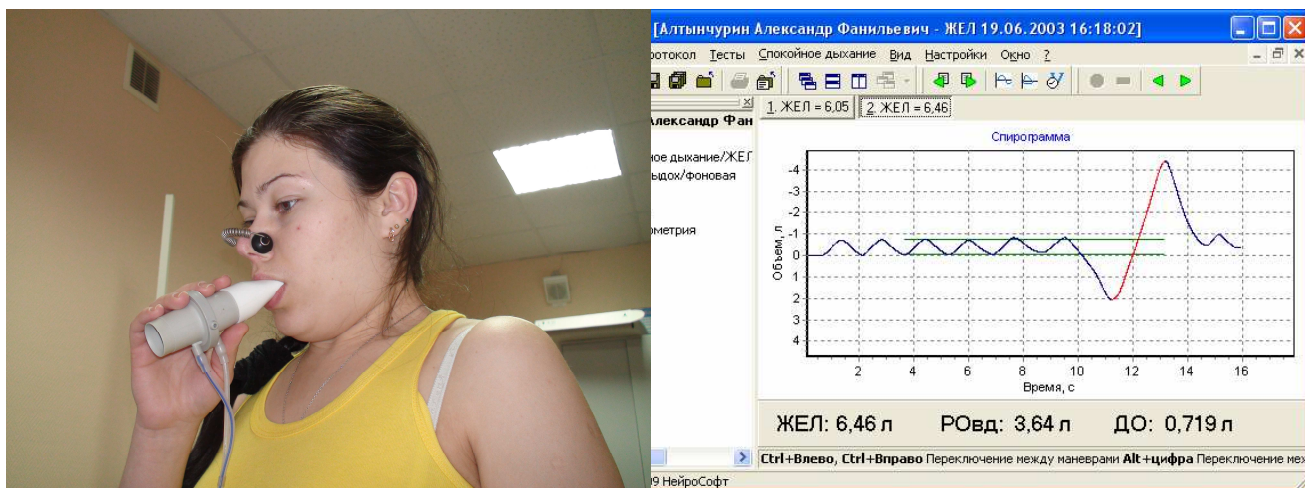 [Алтынчурин Александр Фанильевич - ЖЕЛ 19.06.2003 16:18:02]
ротокол Тесты Спокойное дыхание Вид Настройки Окно ?
1. ЖЕЛ = 6,05 2. ЖЕЛ = 6,46
лександр Фан
ное дыхание/ЖЕЛ
ыдох/фоновая
ометрия
Спирограмма
Объем, л
-4
-3
-2
-1
0
1
2
3
4
2 4 6 8 10 12 14 16
Время, с
ЖЕЛ: 6,46 л РОвд: 3,64 л ДО: 0,719 л
Ctrl+Влево, Ctrl+Вправо Переключение между маневрами Alt+цифра Переключение меж
9 НейроСофт